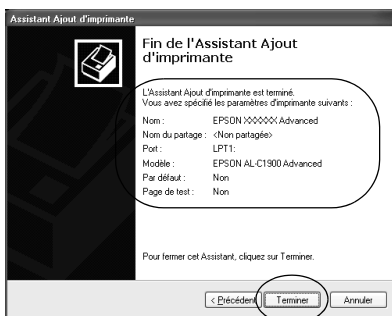 Assistant Ajout d'imprimante
Fin de l'Assistant Ajout
d'imprimante
L'Assistant Ajout d'imprimante est terminé.
Vous avez spécifié les paramètres d'imprimante suivants :
Nom : EPSON XXXXXX Advanced
Nom du partage : <Non partagée>
Port : LPT1:
Modèle : EPSON AL-C1900 Advanced
Par défaut : Non
Page de test : Non
Pour fermer cet Assistant, cliquez sur Terminer.
< Précédent Terminer Annuler